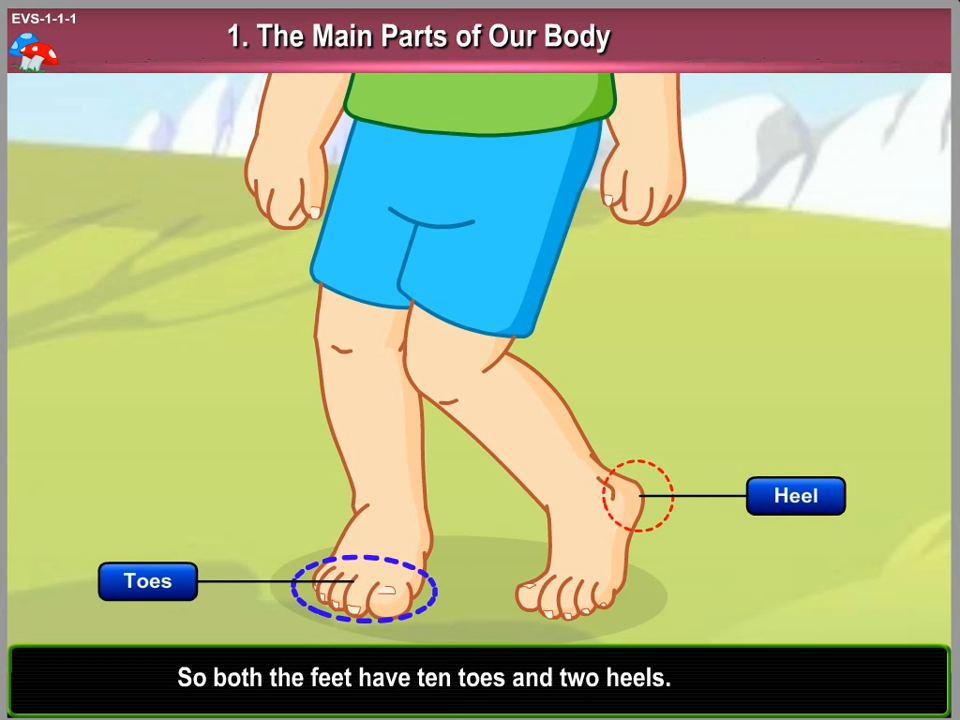 EVS-1-1-1
1. The Main Parts of Our Body
Heel
Toes
So both the feet have ten toes and two heels.